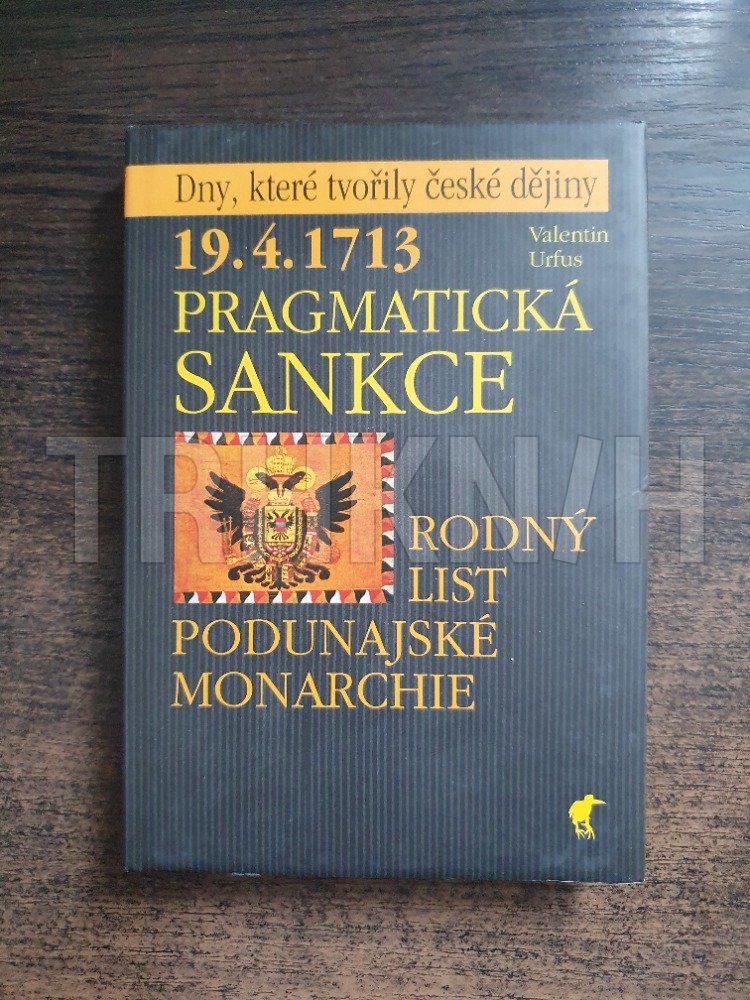 Dny, které tvořily české dějiny
19.4.1713
Valentin
Urfus
PRAGMATICKÁ
SANKCE
RODNÝ
LIST
PODUNAJSKÉ
MONARCHIE